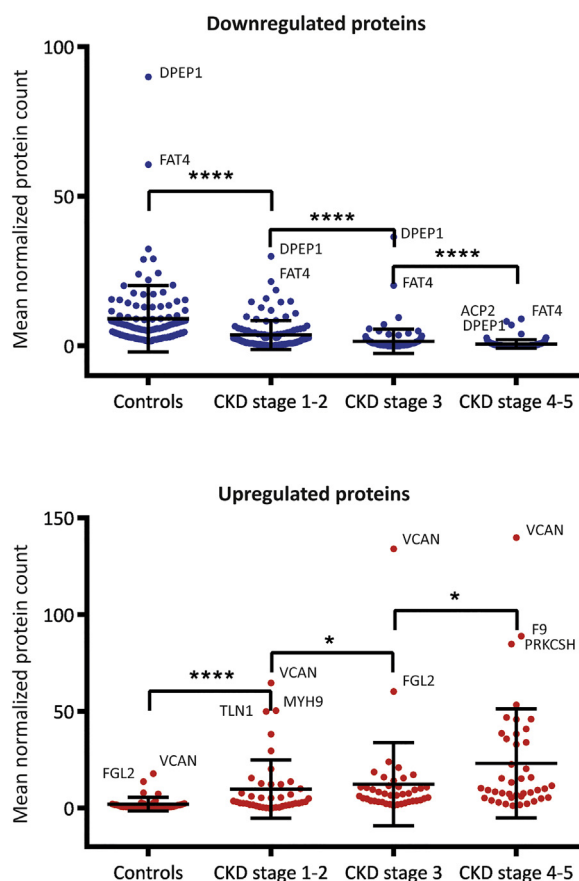 Downregulated proteins
Mean normalized protein count
100
50
0
DPEP1
FAT4
****
DPEP1
FAT4
****
DPEP1
FAT4
****
ACP2
FAT4
DPEP1
Controls
CKD stage 1-2
CKD stage 3
CKD stage 4-5
Upregulated proteins
Mean normalized protein count
150
100
50
0
FGL2
VCAN
****
VCAN
TLN1
MYH9
*
VCAN
FGL2
*
VCAN
F9
PRKCSH
Controls
CKD stage 1-2
CKD stage 3
CKD stage 4-5